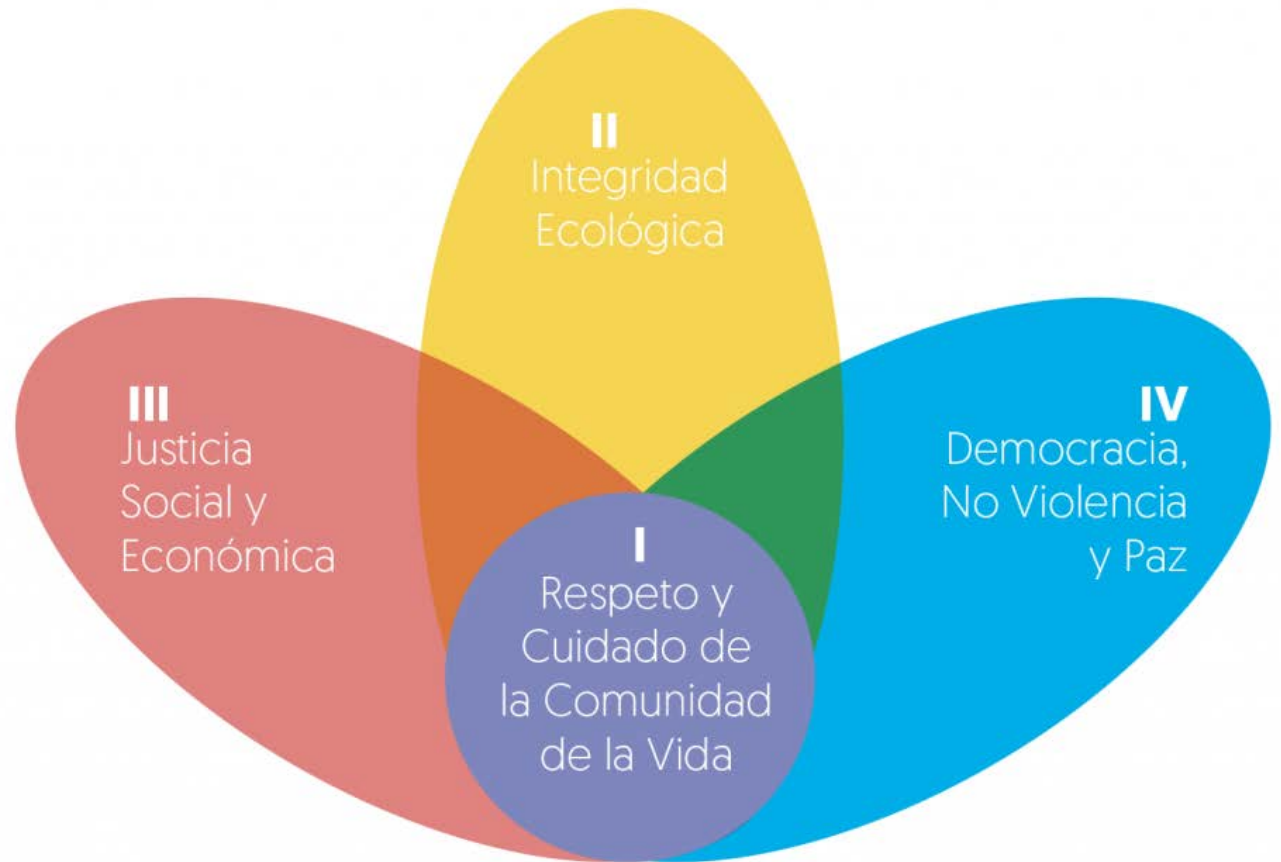 II
Integridad
Ecológica
III
Justicia
Social y
Económica
I
Respeto y
Cuidado de
la Comunidad
de la Vida
IV
Democracia,
No Violencia
y Paz